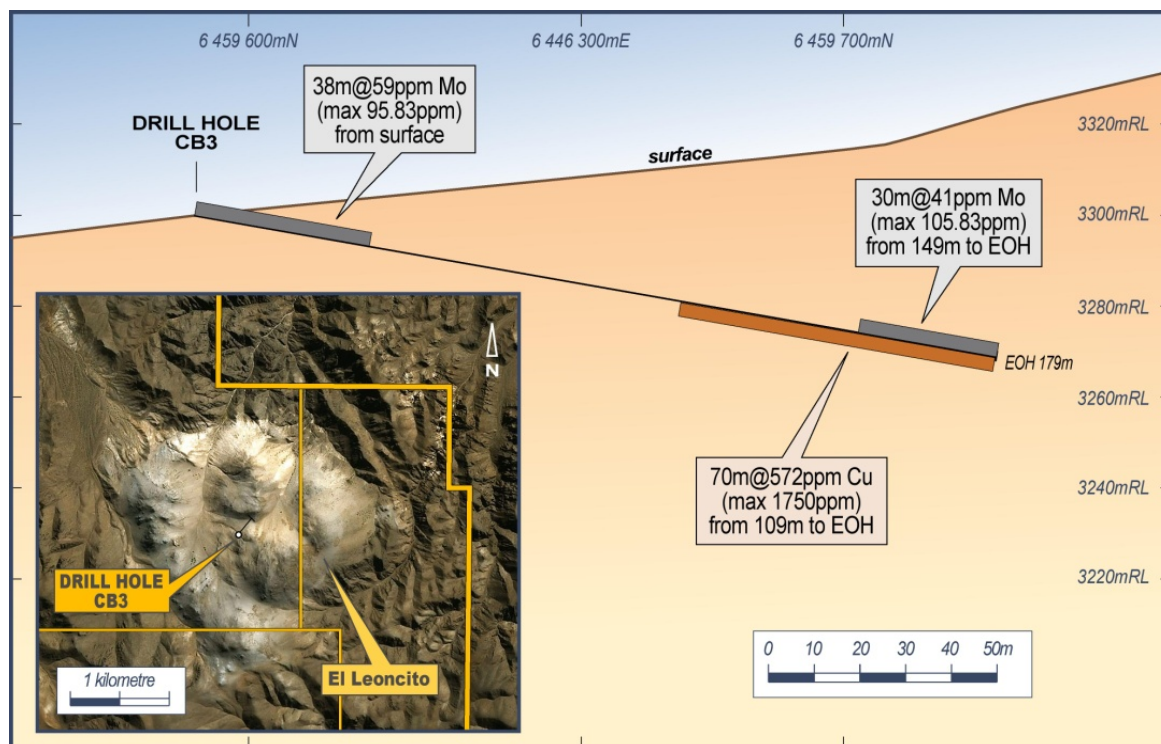 6 459 600mN
6 446 300mE
6 459 700mN
38m@59ppm Mo
(max 95.83ppm)
from surface
DRILL HOLE
CB3
surface
3320mRL
30m@41ppm Mo
(max 105.83ppm)
from 149m to EOH
3300mRL
3280mRL
EOH 179m
3260mRL
70m@572ppm Cu
(max 1750ppm)
from 109m to EOH
3240mRL
3220mRL
N
DRILL HOLE
CB3
El Leoncito
1 kilometre
0 10 20 30 40 50m